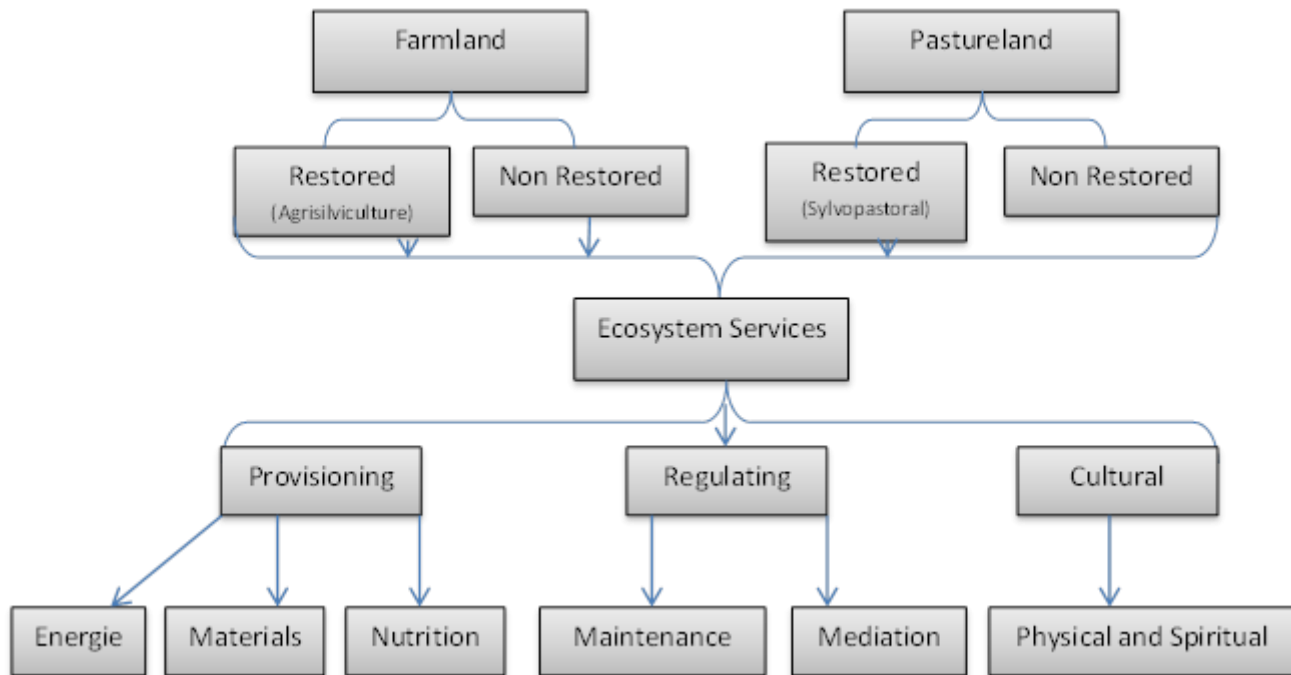 Farmland
Pastureland
Restored
(Agrisilviculture)
Non Restored
Restored
(Sylvopastoral)
Non Restored
Ecosystem Services
Provisioning
Regulating
Cultural
Energie
Materials
Nutrition
Maintenance
Mediation
Physical and Spiritual